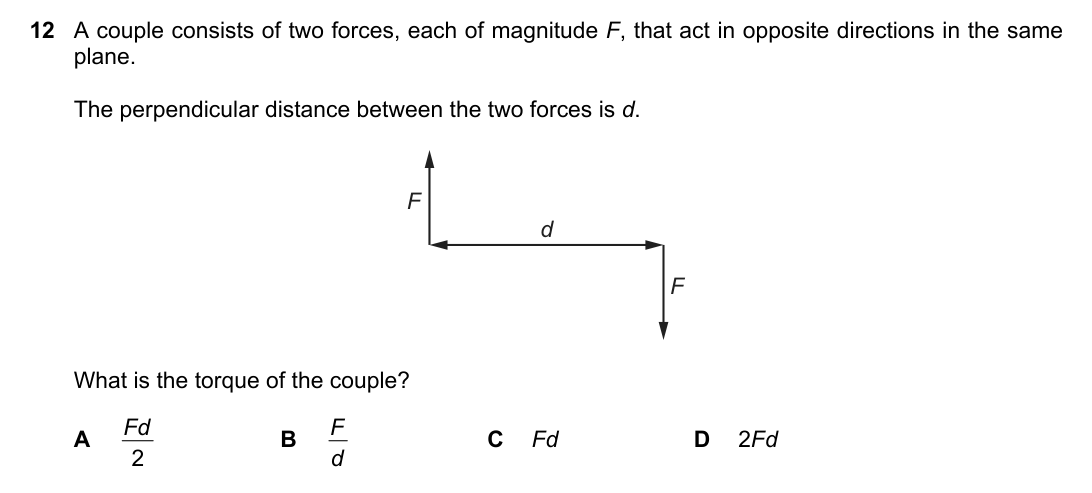 12 A couple consists of two forces, each of magnitude F, that act in opposite directions in the same
plane.
The perpendicular distance between the two forces is d.
F
d
F
What is the torque of the couple?
A Fd/2 B F/d C Fd D 2Fd